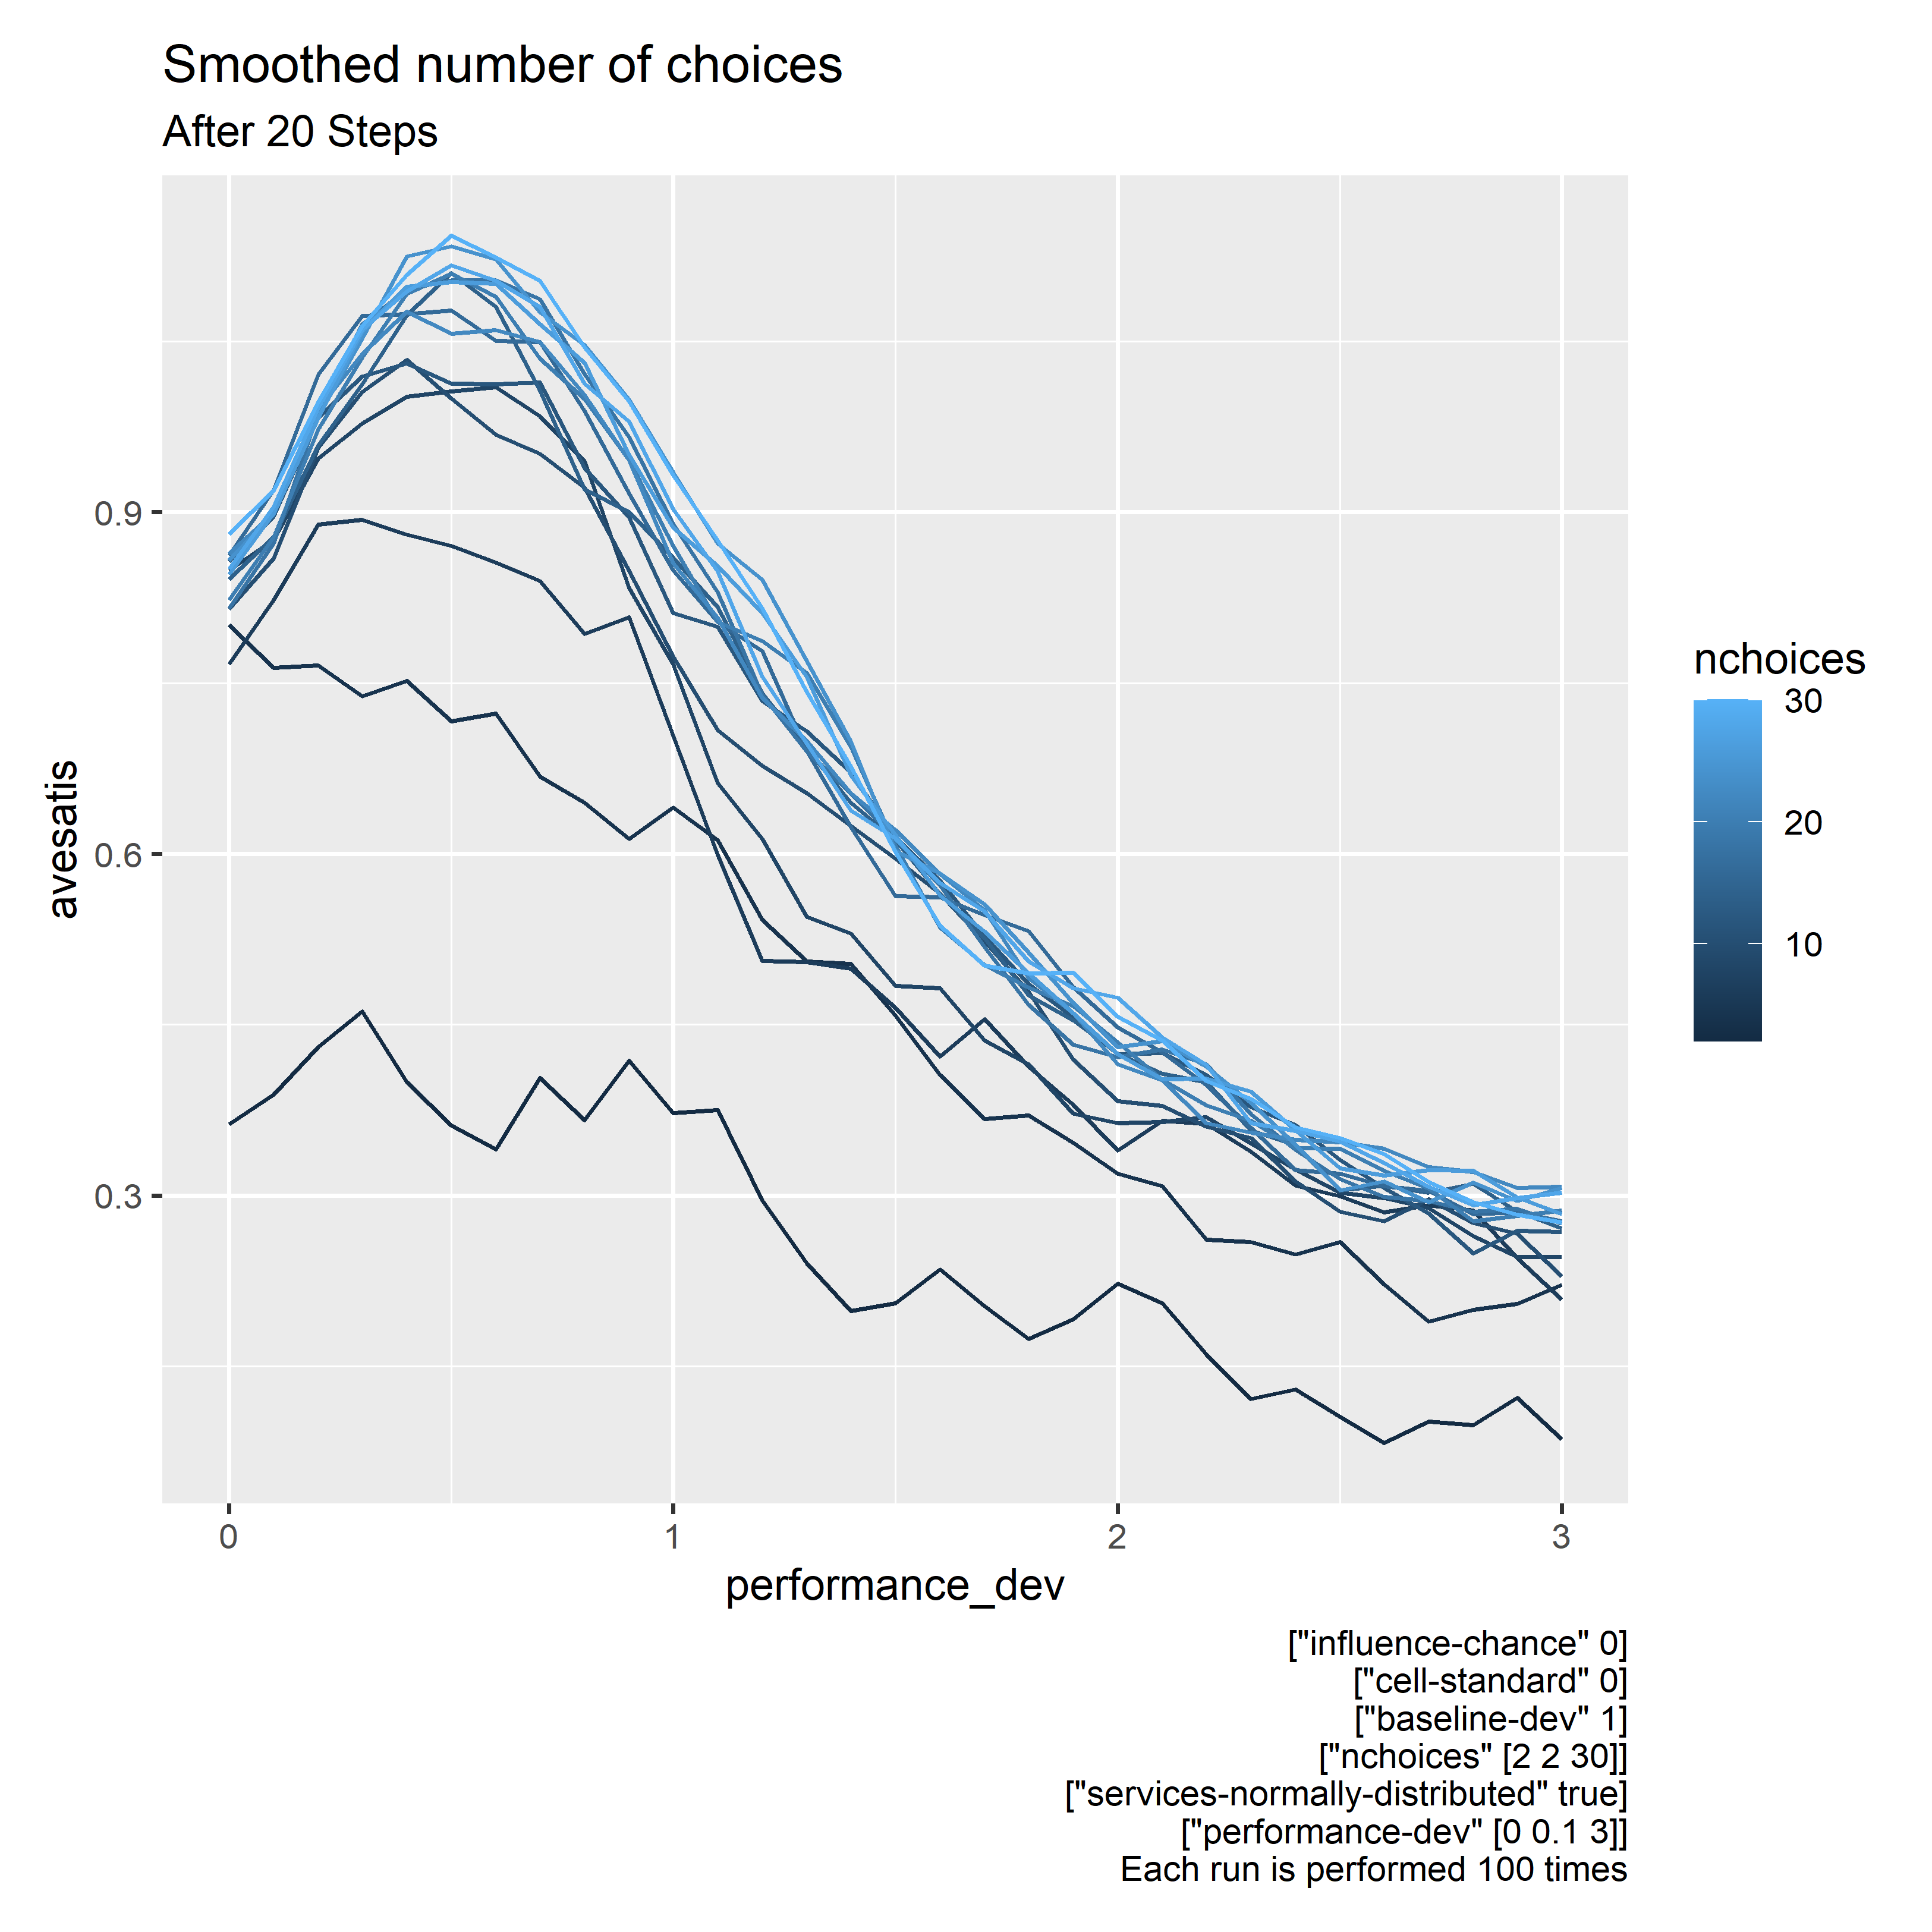 Smoothed number of choices
After 20 Steps
avesatis
0.9
0.6
0.3
0
1
2
3
performance_dev
nchoices
30
20
10
["influence-chance" 0]
["cell-standard" 0]
["baseline-dev" 1]
["nchoices" [2 2 30]]
["services-normally-distributed" true]
["performance-dev" [0 0.1 3]]
Each run is performed 100 times